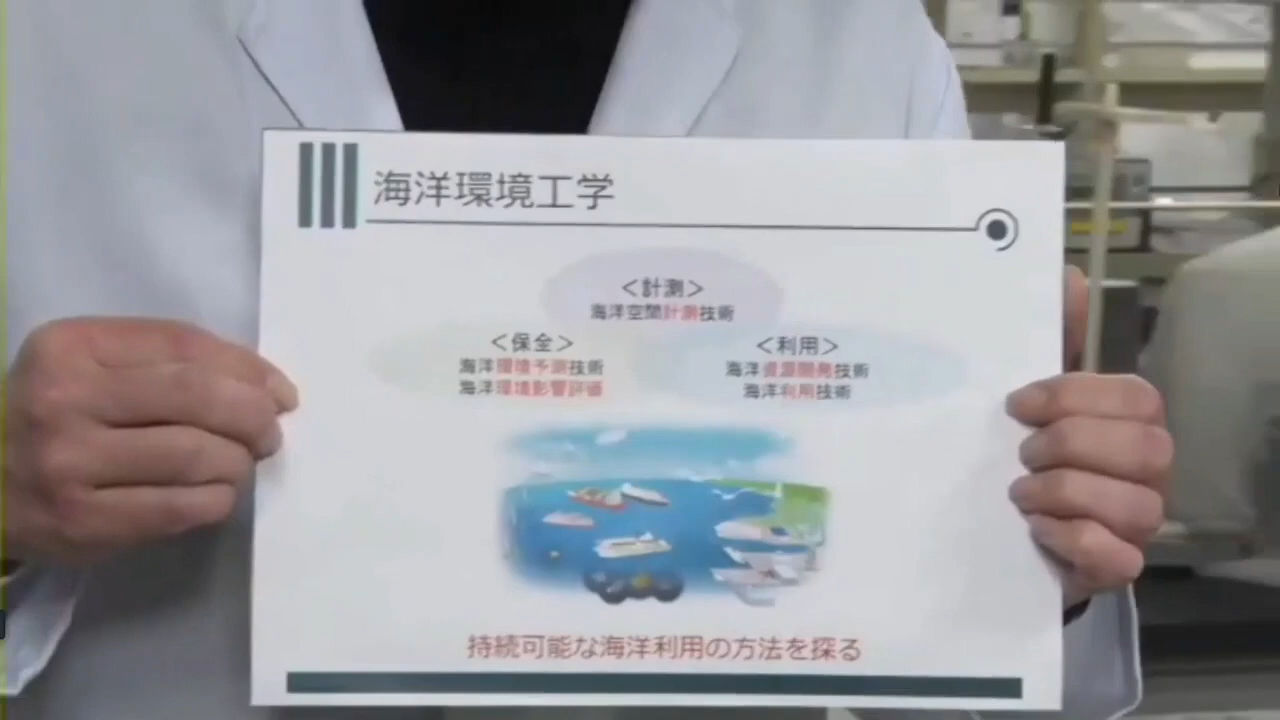 海洋環境工学
＜計測＞
海洋空間計測技術
＜保全＞
海洋環境予測技術
海洋環境影響評価
＜利用＞
海洋資源開発技術
海洋利用技術
持続可能な海洋利用の方法を探る